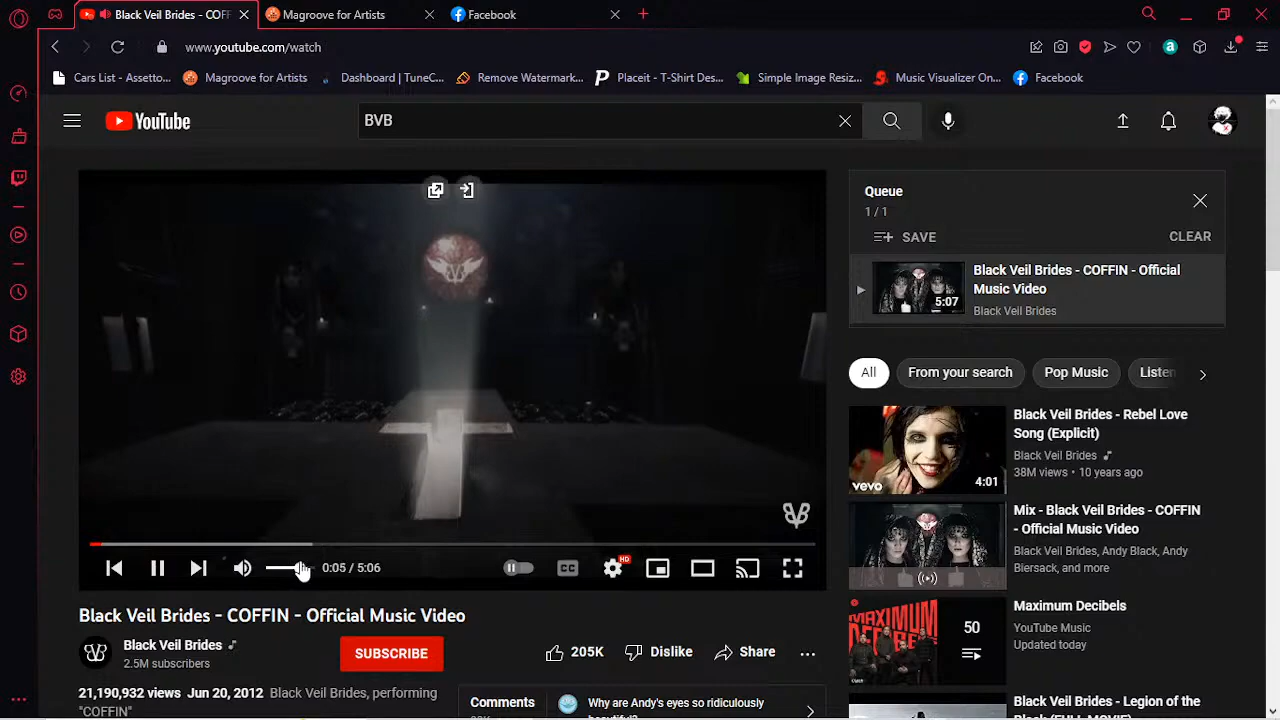 Black Veil Brides - COFF
Magroove for Artists
Facebook
www.youtube.com/watch
Cars List - Assetto...
Magroove for Artists
Dashboard | TuneC...
Remove Watermark...
Placeit - T-Shirt Des...
Simple Image Resiz...
Music Visualizer On...
Facebook
YouTube
BVB
Queue
1 / 1
SAVE
CLEAR
Black Veil Brides - COFFIN - Official
Music Video
5:07
Black Veil Brides
All
From your search
Pop Music
Listen
Black Veil Brides - Rebel Love
Song (Explicit)
Black Veil Brides
38M views • 10 years ago
vevo
4:01
Mix - Black Veil Brides - COFFIN
- Official Music Video
Black Veil Brides, Andy Black, Andy
Biersack, and more
Maximum Decibels
YouTube Music
Updated today
MAXIMUM
50
Black Veil Brides - Legion of the
0:05 / 5:06
CC
HD
Black Veil Brides - COFFIN - Official Music Video
Black Veil Brides
2.5M subscribers
SUBSCRIBE
205K
Dislike
Share
21,190,932 views Jun 20, 2012 Black Veil Brides, performing
"COFFIN"
Comments
Why are Andy's eyes so ridiculously